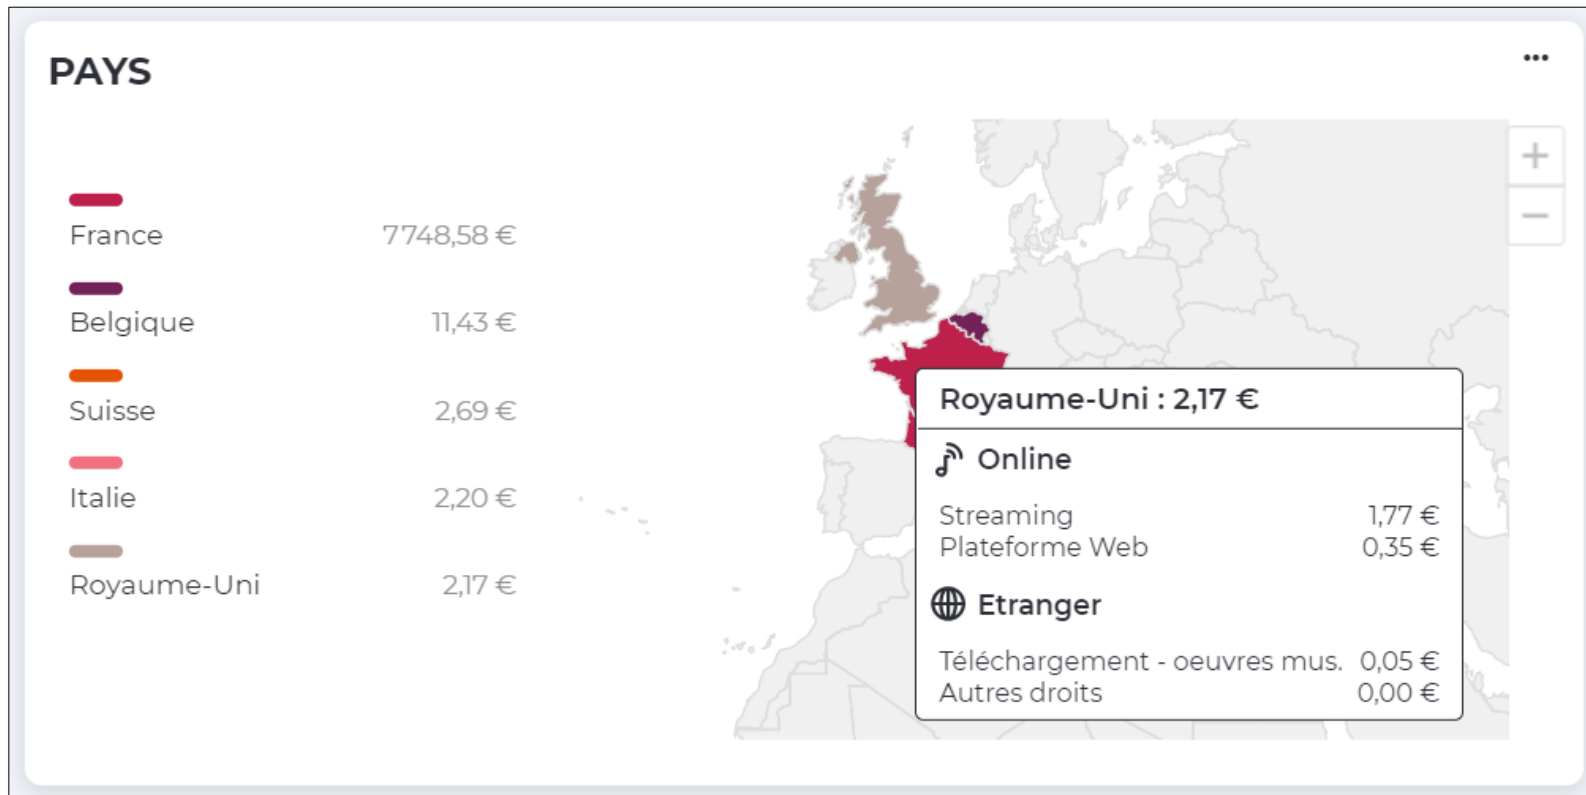 PAYS
France 7 748,58 €
Belgique 11,43 €
Suisse 2,69 €
Italie 2,20 €
Royaume-Uni 2,17 €
Royaume-Uni : 2,17 €
Online
Streaming 1,77 €
Plateforme Web 0,35 €
Etranger
Téléchargement - oeuvres mus. 0,05 €
Autres droits 0,00 €